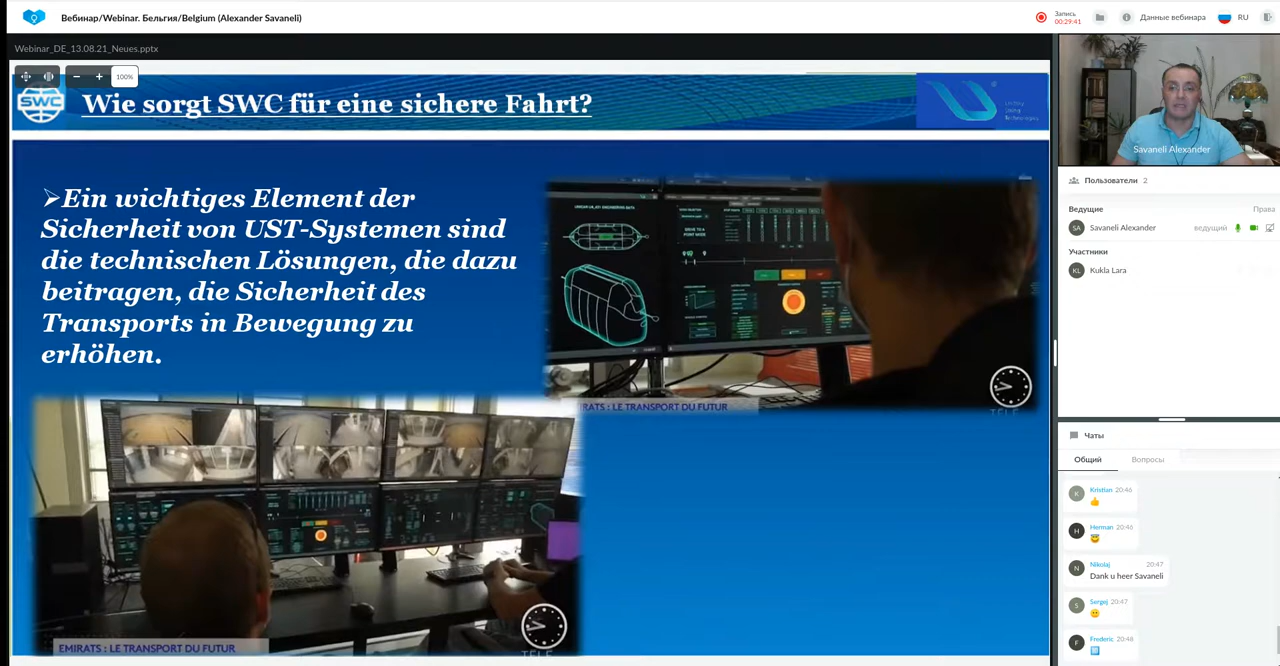 Вебинар/Webinar. Бельгия/Belgium (Alexander Savaneli)
Запись
00:29:41
Данные вебинара
RU
Webinar_DE_13.08.21_Neues.pptx
100%
SWC
Wie sorgt SWC für eine sichere Fahrt?
➢Ein wichtiges Element der
Sicherheit von UST-Systemen sind
die technischen Lösungen, die dazu
beitragen, die Sicherheit des
Transports in Bewegung zu
erhöhen.
RATS : LE TRANSPORT DU FUTUR
TELE
EMIRATS : LE TRANSPORT DU FUTUR
TELE
Savaneli Alexander
Пользователи 2
Ведущие
Права
SA
Savaneli Alexander
ведущий
Участники
KL
Kukla Lara
Чаты
Общий
Вопросы
K
Kristian 20:46
👍
H
Herman 20:46
😇
N
Nikolaj 20:47
Dank u heer Savaneli
S
Sergej 20:47
🙂
F
Frederic 20:48